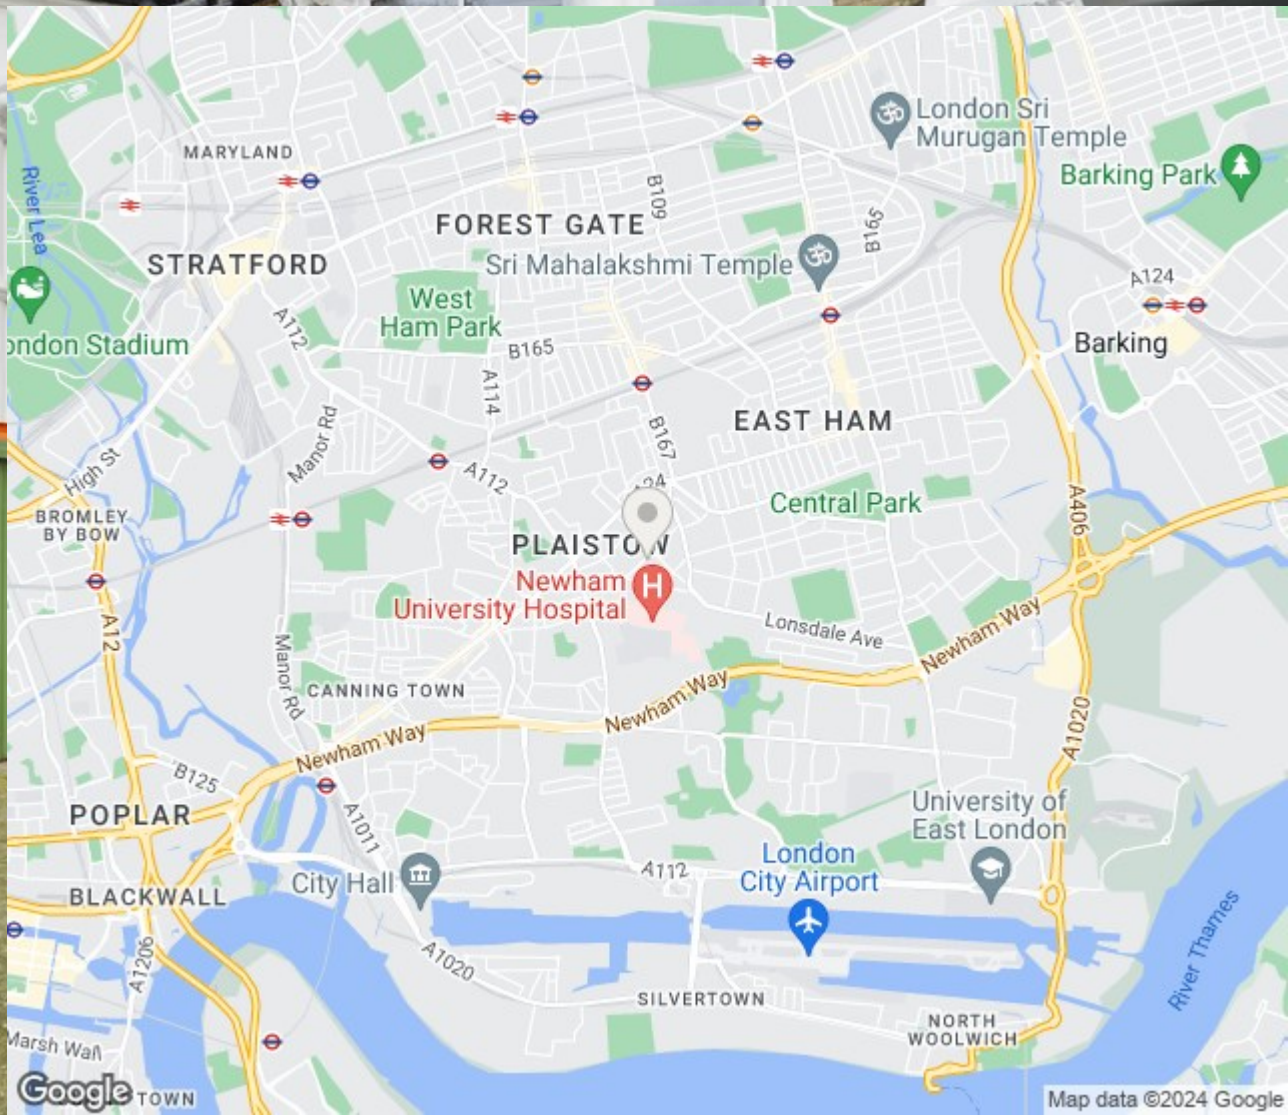 London Sri
Murugan Temple
MARYLAND
Barking Park
River Lea
B109
FOREST GATE
B165
STRATFORD
Sri Mahalakshmi Temple
A124
West
Ham Park
A112
ondon Stadium
B165
Barking
A114
Manor Rd
EAST HAM
B167
High St
A112
A406
Central Park
BROMLEY
BY BOW
PLAISTOW
Newham
University Hospital
A12
Lonsdale Ave
Newham Way
Manor Rd
CANNING TOWN
Newham Way
Newham Way
A1020
B125
POPLAR
A1011
University of
East London
London
City Airport
A112
City Hall
BLACKWALL
River Thames
A1206
A1020
SILVERTOWN
NORTH
WOOLWICH
Marsh Wall
Google
TOWN
Map data ©2024 Google